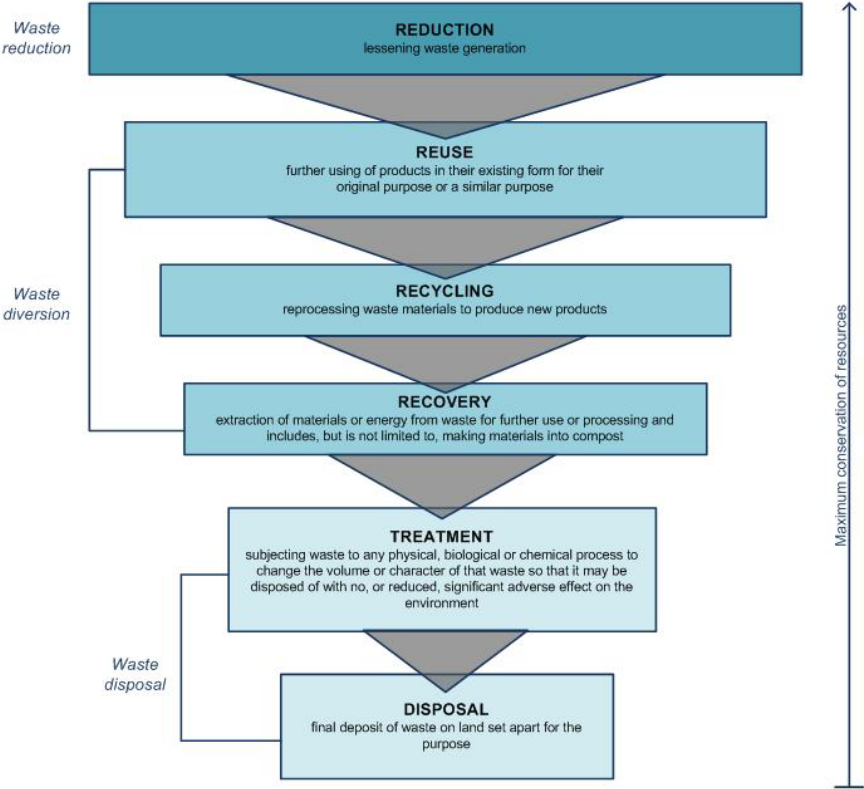 Waste
reduction
REDUCTION
lessening waste generation
REUSE
further using of products in their existing form for their
original purpose or a similar purpose
Waste
diversion
RECYCLING
reprocessing waste materials to produce new products
RECOVERY
extraction of materials or energy from waste for further use or processing and
includes, but is not limited to, making materials into compost
TREATMENT
subjecting waste to any physical, biological or chemical process to
change the volume or character of that waste so that it may be
disposed of with no, or reduced, significant adverse effect on the
environment
Waste
disposal
DISPOSAL
final deposit of waste on land set apart for the
purpose
Maximum conservation of resources